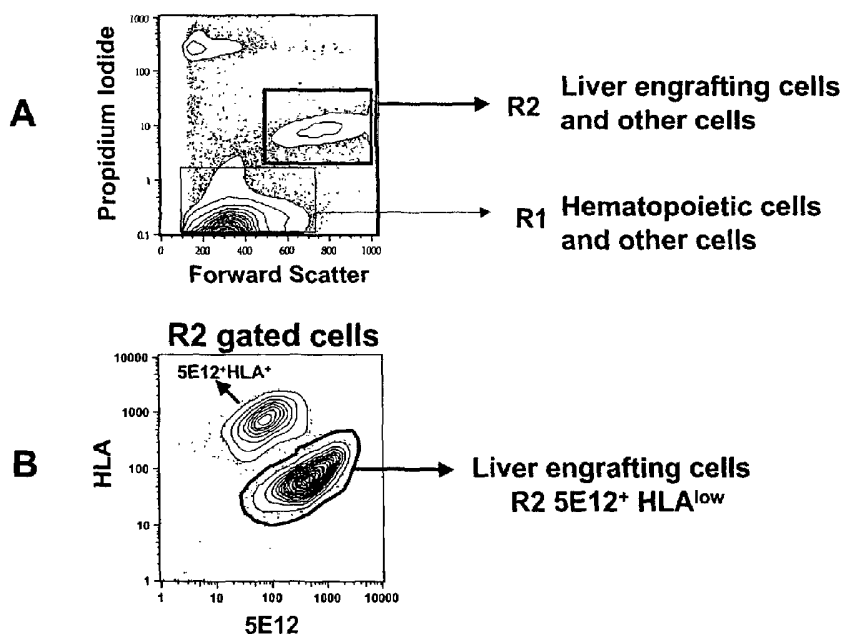 A
Propidium Iodide
1000
100
10
1
0.1
0 200 400 600 800 1000
Forward Scatter
R2 Liver engrafting cells
and other cells
R1 Hematopoietic cells
and other cells
B
R2 gated cells
5E12⁺HLA⁺
HLA
10000
1000
100
10
1
1 10 100 1000 10000
5E12
Liver engrafting cells
R2 5E12⁺ HLAˡᵒʷ